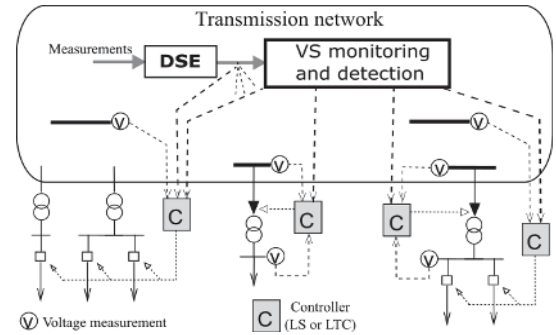 Transmission network
Measurements
DSE
VS monitoring
and detection
V
V
V
V
C
C
C
C
V
V
V Voltage measurement
C Controller
(LS or LTC)